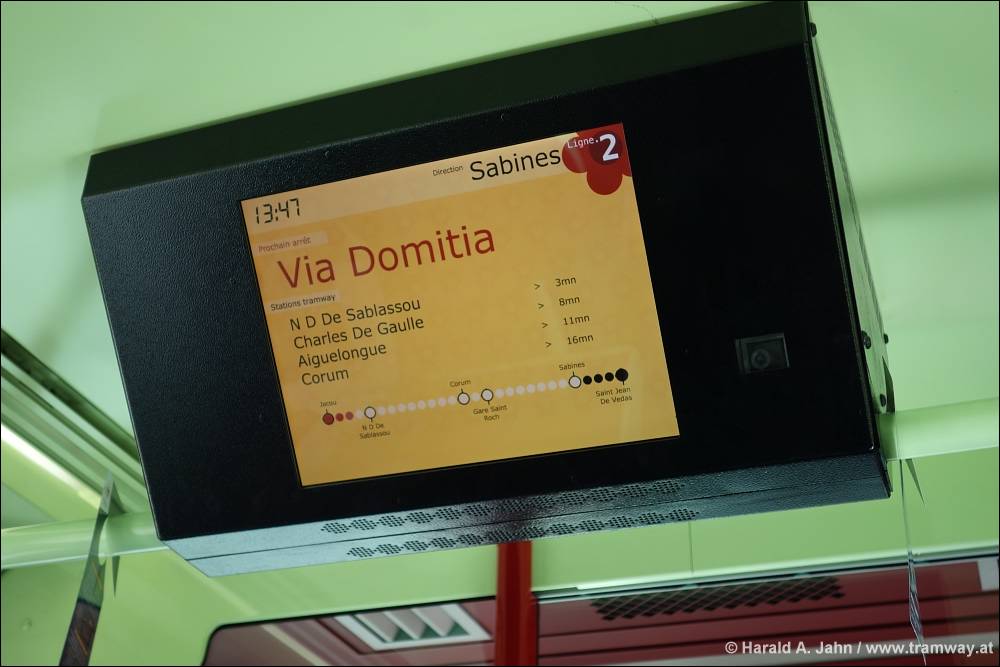 Direction Sabines Ligne. 2
13:47
Prochain arrêt
Via Domitia
Stations tramway
N D De Sablassou > 3mn
Charles De Gaulle > 8mn
Aiguelongue > 11mn
Corum > 16mn
Jacou
N D De
Sablassou
Corum
Gare Saint
Roch
Sabines
Saint Jean
De Vedas
© Harald A. Jahn / www.tramway.at